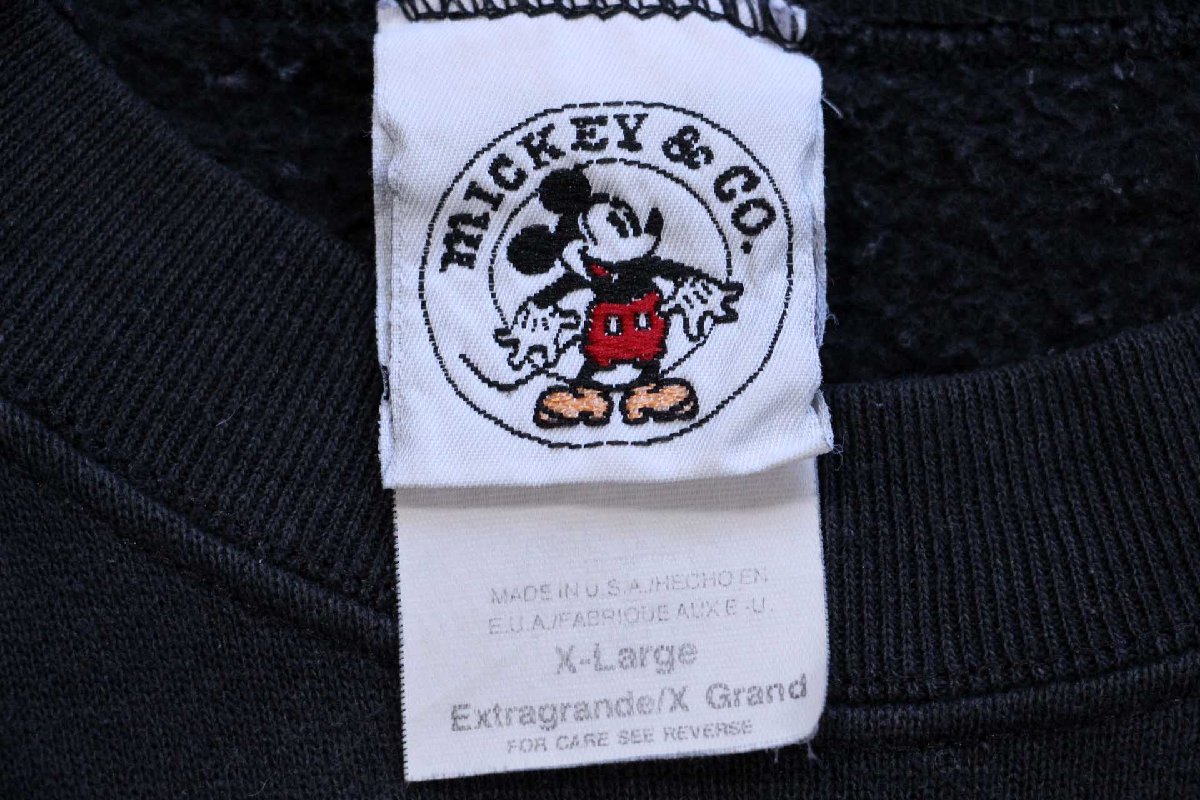 mICKEY & CO.
MADE IN U.S.A./HECHO EN
E.U.A./FABRIQUE AUX E -U.
X-Large
Extragrande/X Grand
FOR CARE SEE REVERSE